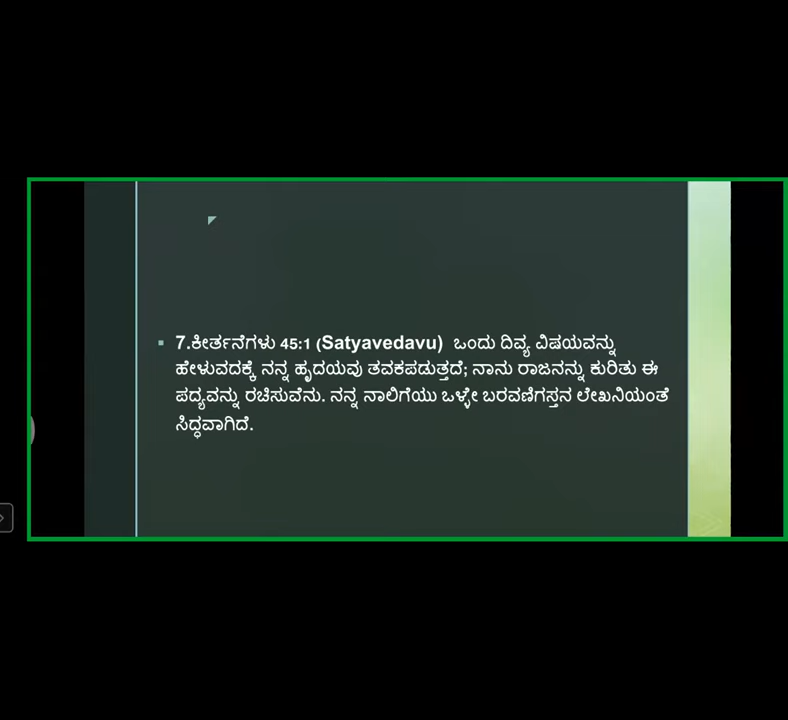 7.ಕೀರ್ತನೆಗಳು 45:1 (Satyavedavu) ಒಂದು ದಿವ್ಯ ವಿಷಯವನ್ನು
ಹೇಳುವದಕ್ಕೆ ನನ್ನ ಹೃದಯವು ತವಕಪಡುತ್ತದೆ; ನಾನು ರಾಜನನ್ನು ಕುರಿತು ಈ
ಪದ್ಯವನ್ನು ರಚಿಸುವೆನು. ನನ್ನ ನಾಲಿಗೆಯು ಒಳ್ಳೇ ಬರವಣಿಗಸ್ತನ ಲೇಖನಿಯಂತೆ
ಸಿದ್ಧವಾಗಿದೆ.